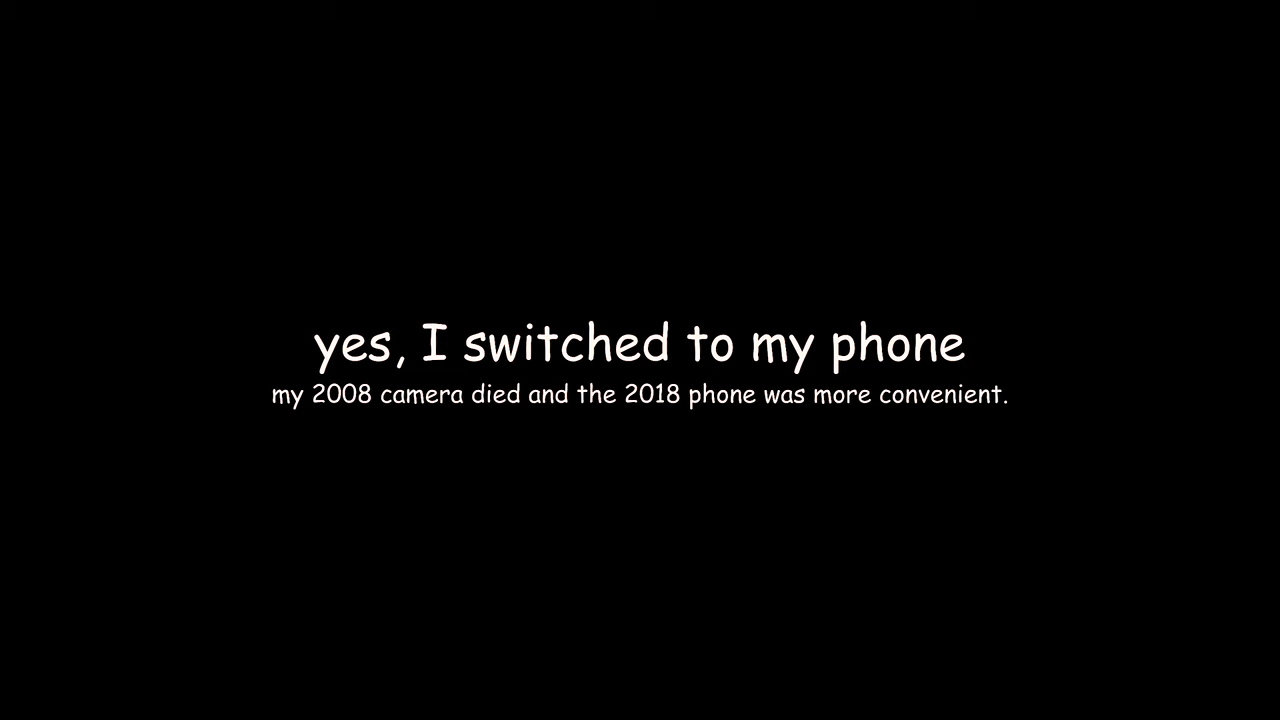 yes, I switched to my phone
my 2008 camera died and the 2018 phone was more convenient.